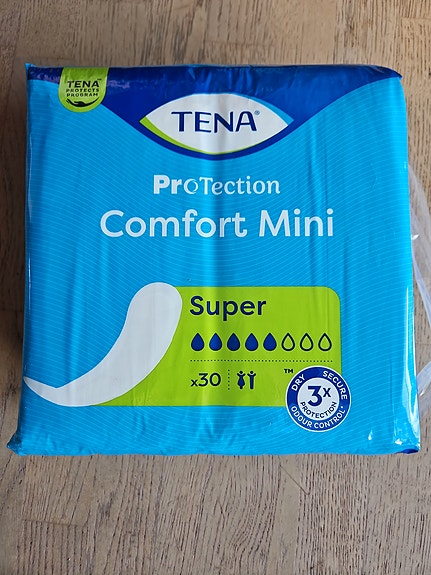 TENA
PROTECTS
PROGRAM
TENA®
ProTection
Comfort Mini
Super
x30
™
DRY SECURE
3x
PROTECTION
ODOUR CONTROL